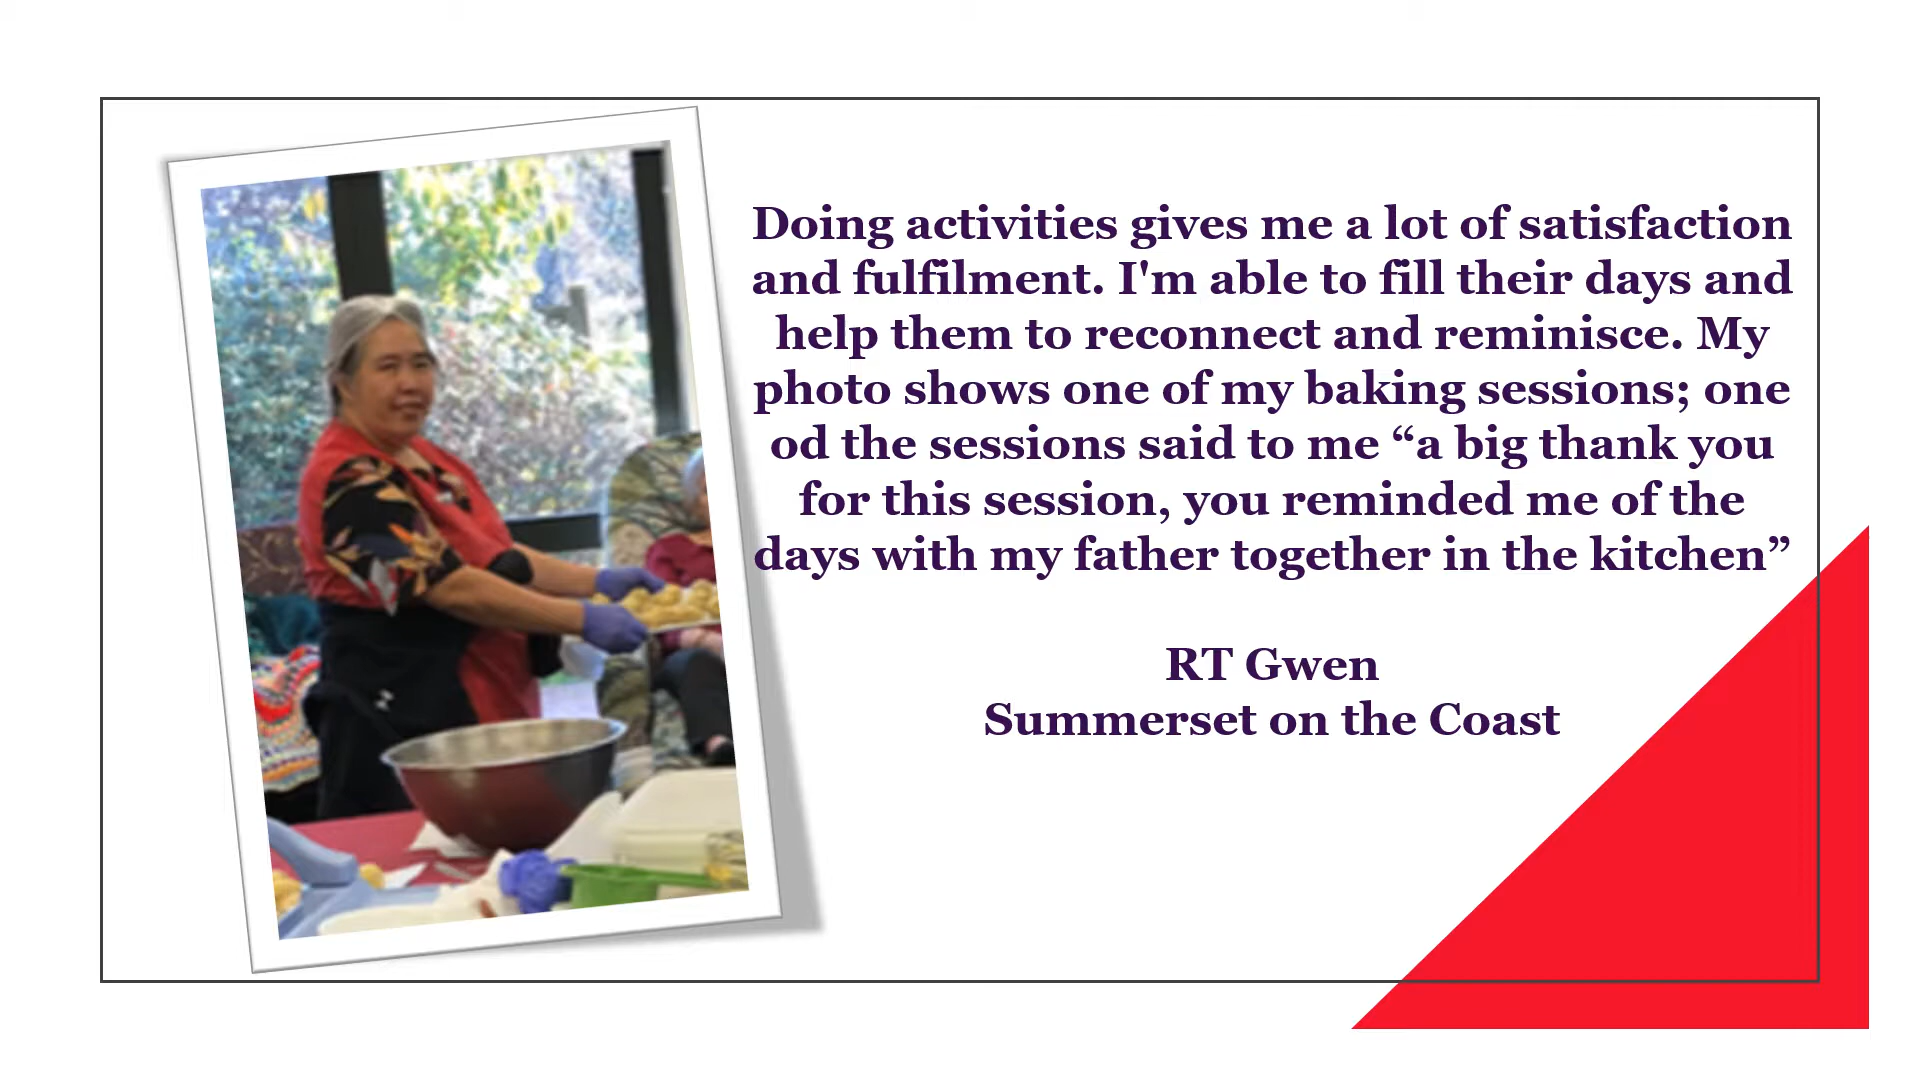 Doing activities gives me a lot of satisfaction
and fulfilment. I'm able to fill their days and
help them to reconnect and reminisce. My
photo shows one of my baking sessions; one
od the sessions said to me “a big thank you
for this session, you reminded me of the
days with my father together in the kitchen”
RT Gwen
Summerset on the Coast